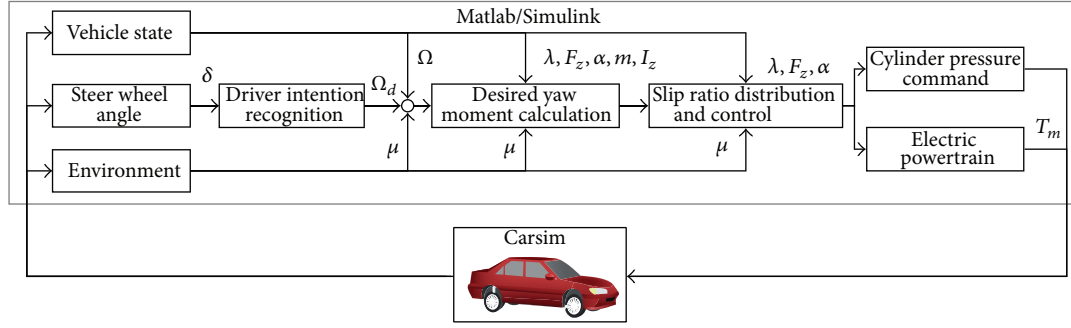 Matlab/Simulink
Vehicle state
Ω
λ, F_z, α, m, I_z
λ, F_z, α
Cylinder pressure
command
Steer wheel
angle
δ
Driver intention
recognition
Ω_d
Desired yaw
moment calculation
Slip ratio distribution
and control
Environment
μ
μ
μ
Electric
powertrain
T_m
Carsim